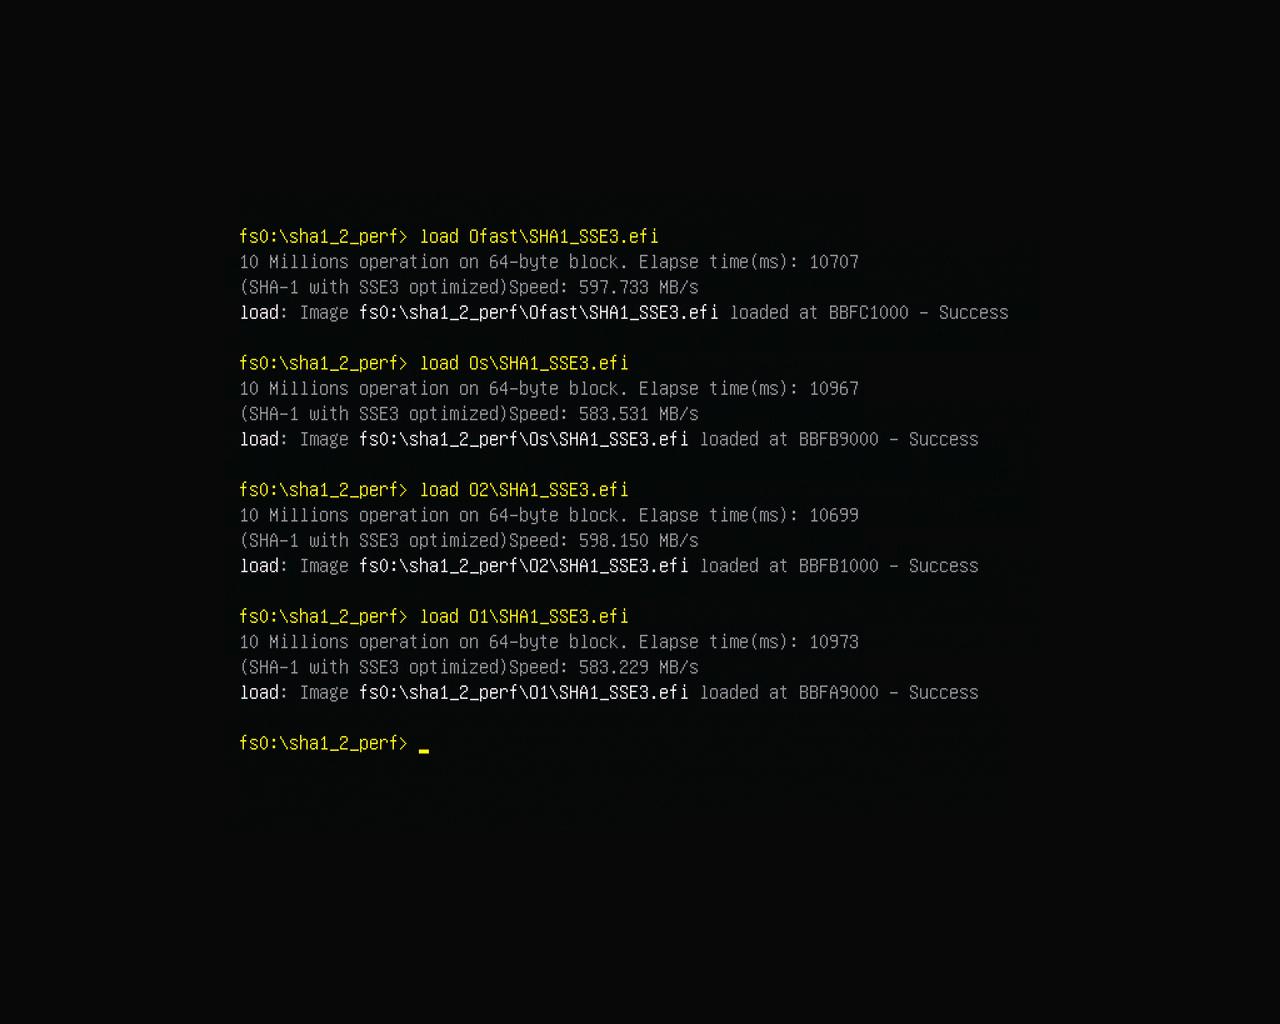 fs0:\sha1_2_perf> load Ofast\SHA1_SSE3.efi
10 Millions operation on 64-byte block. Elapse time(ms): 10707
(SHA-1 with SSE3 optimized)Speed: 597.733 MB/s
load: Image fs0:\sha1_2_perf\Ofast\SHA1_SSE3.efi loaded at BBFC1000 - Success
fs0:\sha1_2_perf> load Os\SHA1_SSE3.efi
10 Millions operation on 64-byte block. Elapse time(ms): 10967
(SHA-1 with SSE3 optimized)Speed: 583.531 MB/s
load: Image fs0:\sha1_2_perf\Os\SHA1_SSE3.efi loaded at BBFB9000 - Success
fs0:\sha1_2_perf> load O2\SHA1_SSE3.efi
10 Millions operation on 64-byte block. Elapse time(ms): 10699
(SHA-1 with SSE3 optimized)Speed: 598.150 MB/s
load: Image fs0:\sha1_2_perf\O2\SHA1_SSE3.efi loaded at BBFB1000 - Success
fs0:\sha1_2_perf> load O1\SHA1_SSE3.efi
10 Millions operation on 64-byte block. Elapse time(ms): 10973
(SHA-1 with SSE3 optimized)Speed: 583.229 MB/s
load: Image fs0:\sha1_2_perf\O1\SHA1_SSE3.efi loaded at BBFA9000 - Success
fs0:\sha1_2_perf> _